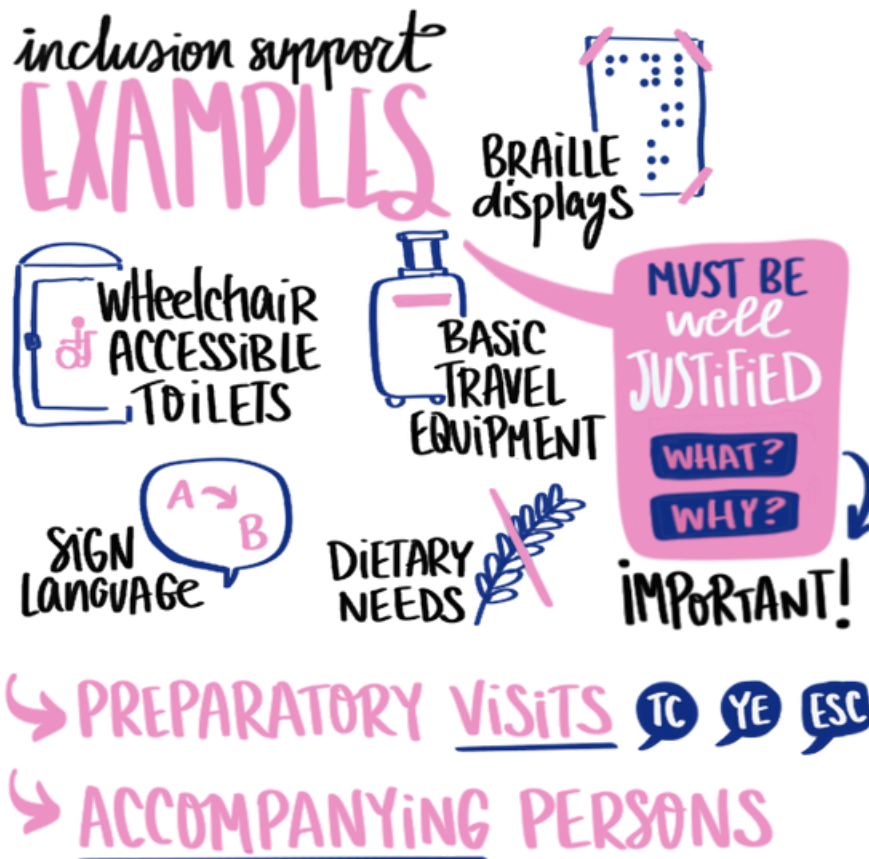 inclusion support
EXAMPLES
BRAiLLE
displays
WHeelchair
ACCESSiBLE
TOiLETS
BASiC
TRAVEL
EQUiPMENT
MUST BE
well
JUSTiFiED
WHAT?
WHY?
iMPORTANT!
SiGN
LANGUAGE
A
B
DiETARY
NEEDS
PREPARATORY ViSiTS TC YE ESC
ACCOMPANYiNG PERSONS